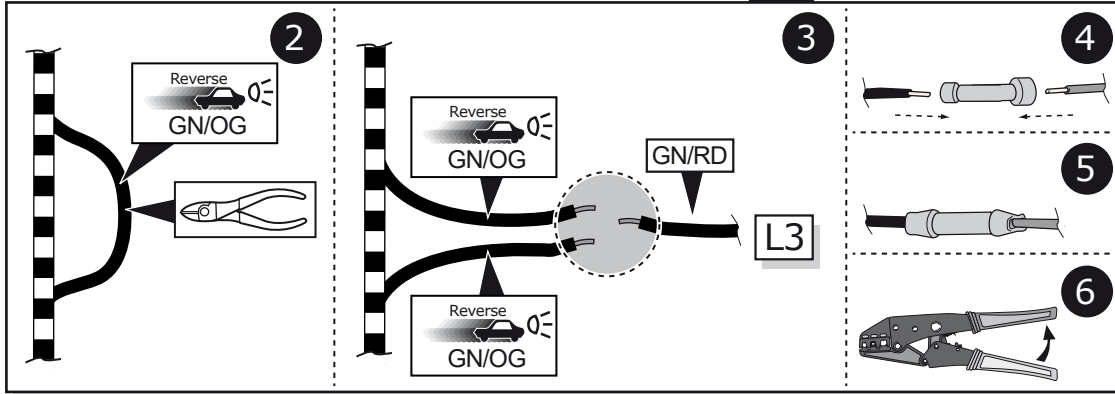 2
Reverse
GN/OG
3
Reverse
GN/OG
GN/RD
L3
Reverse
GN/OG
4
5
6